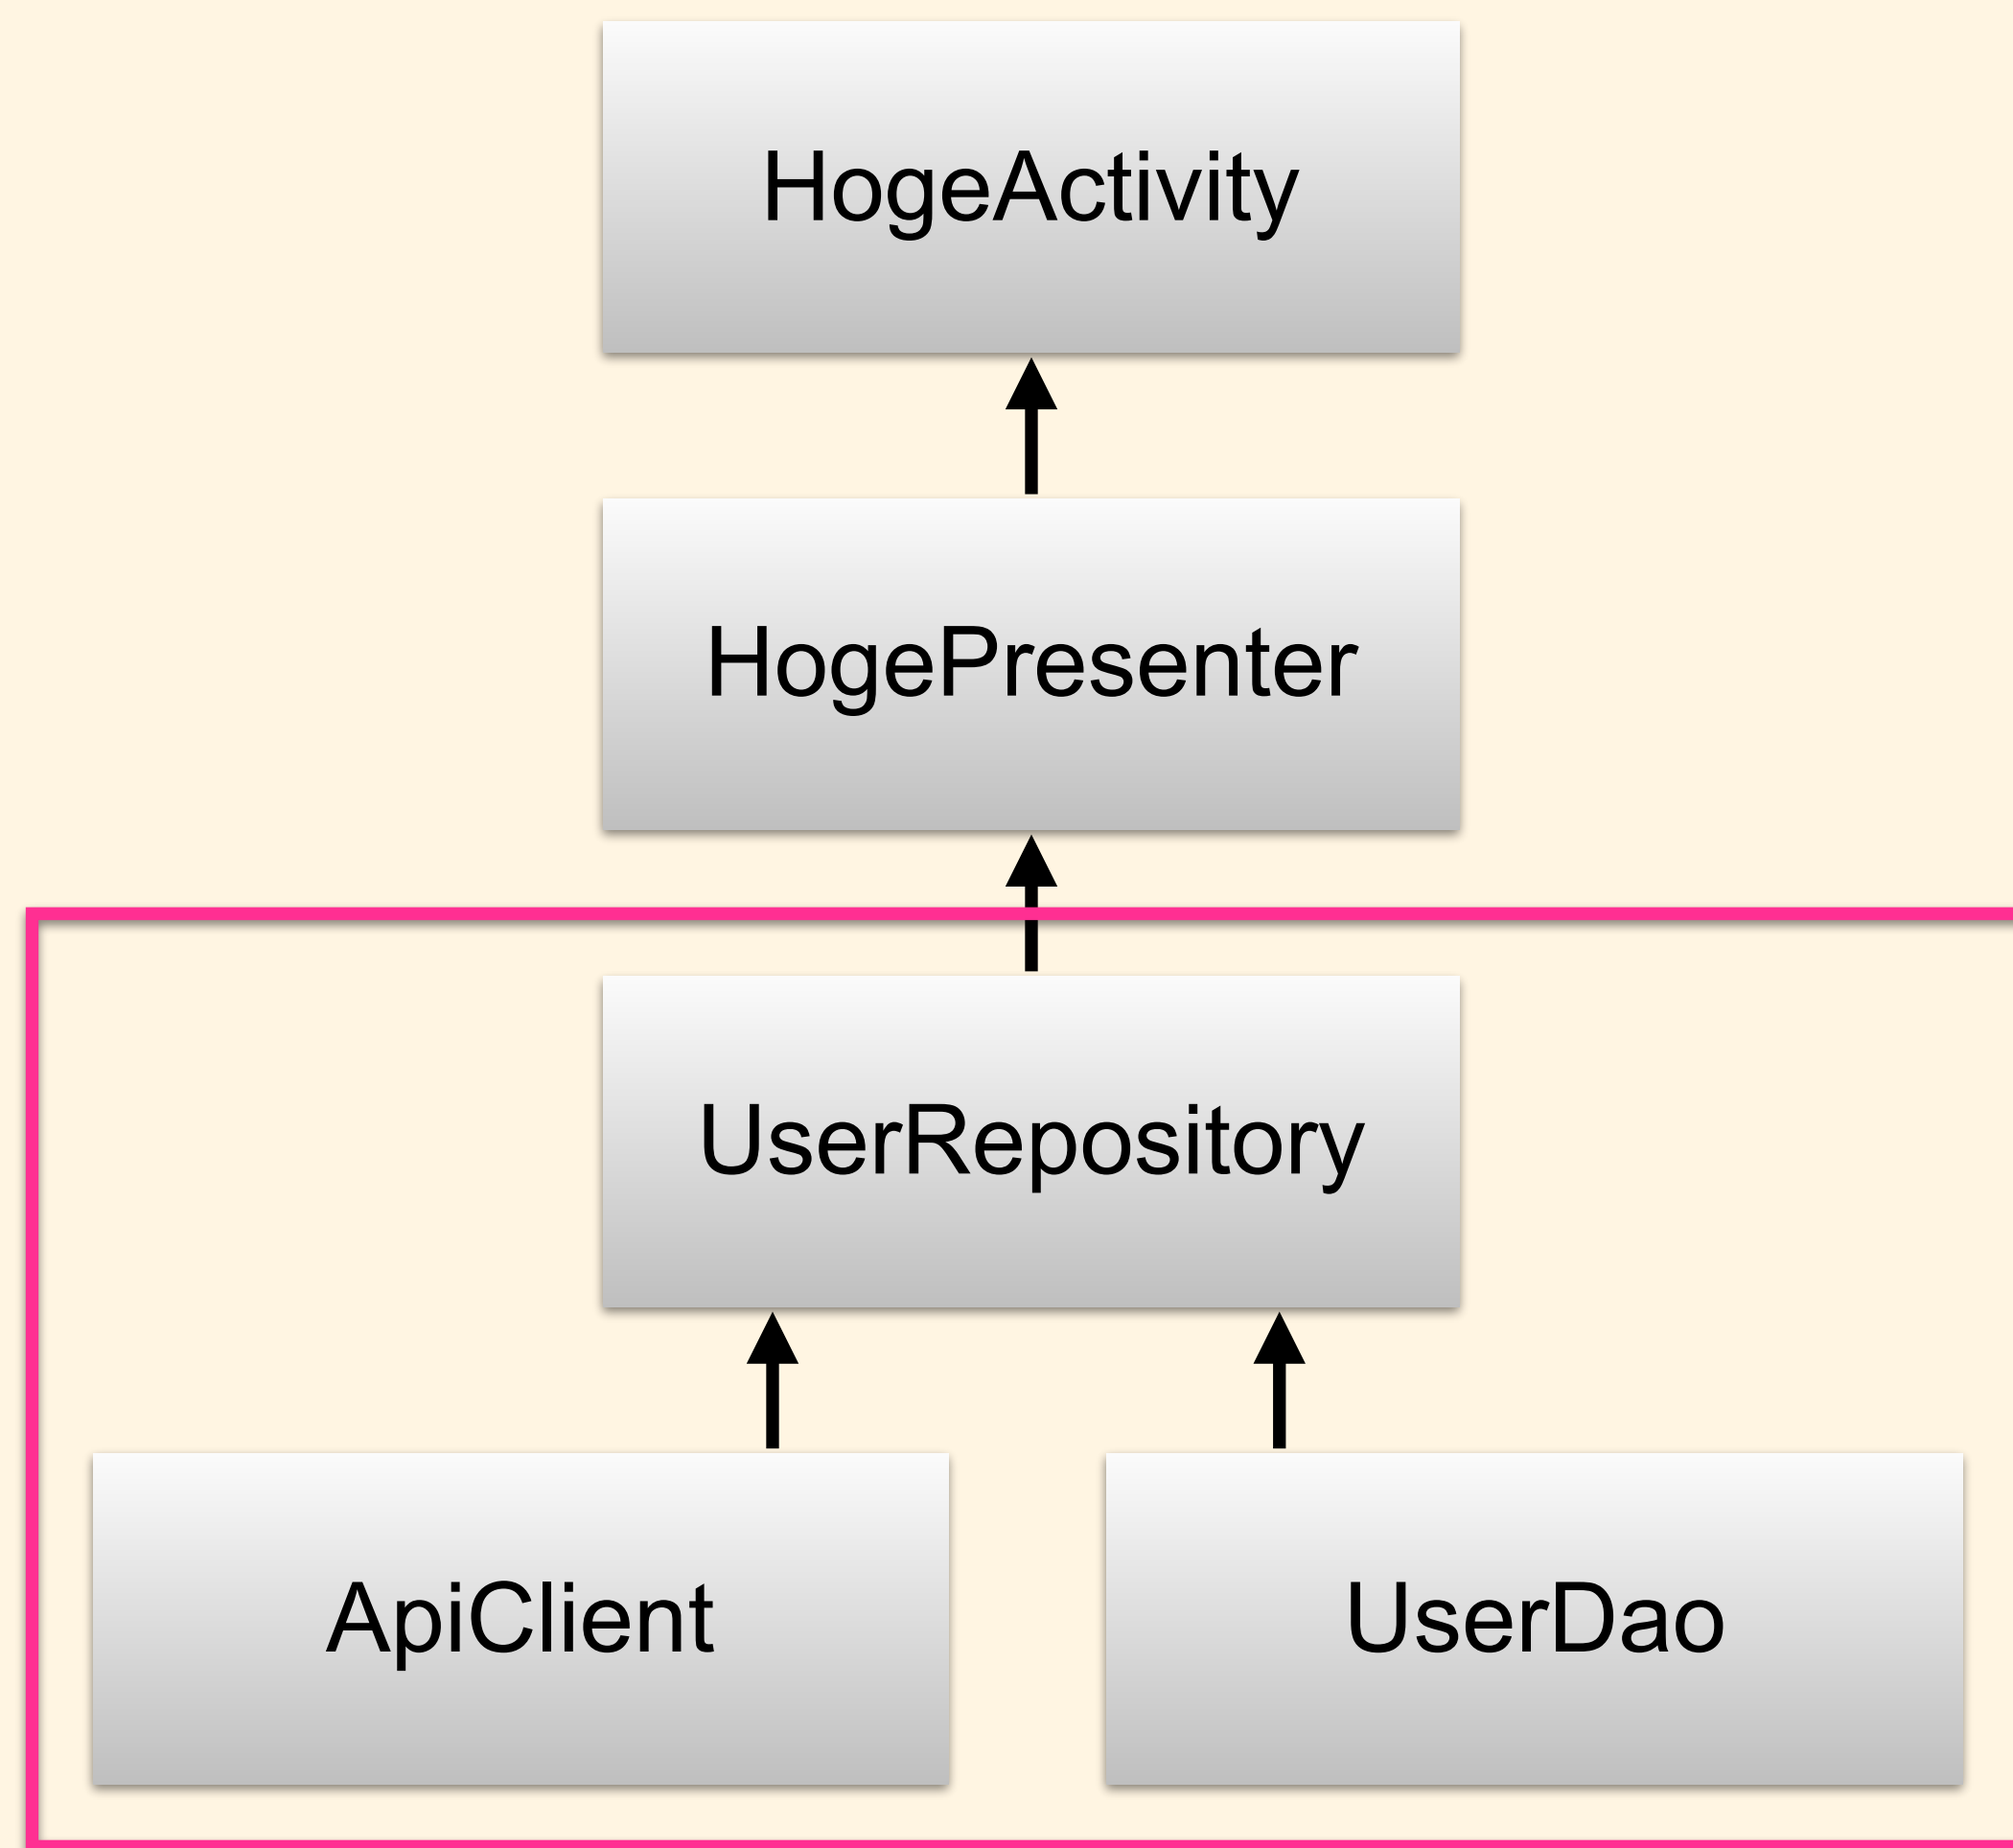 HogeActivity
HogePresenter
UserRepository
ApiClient
UserDao